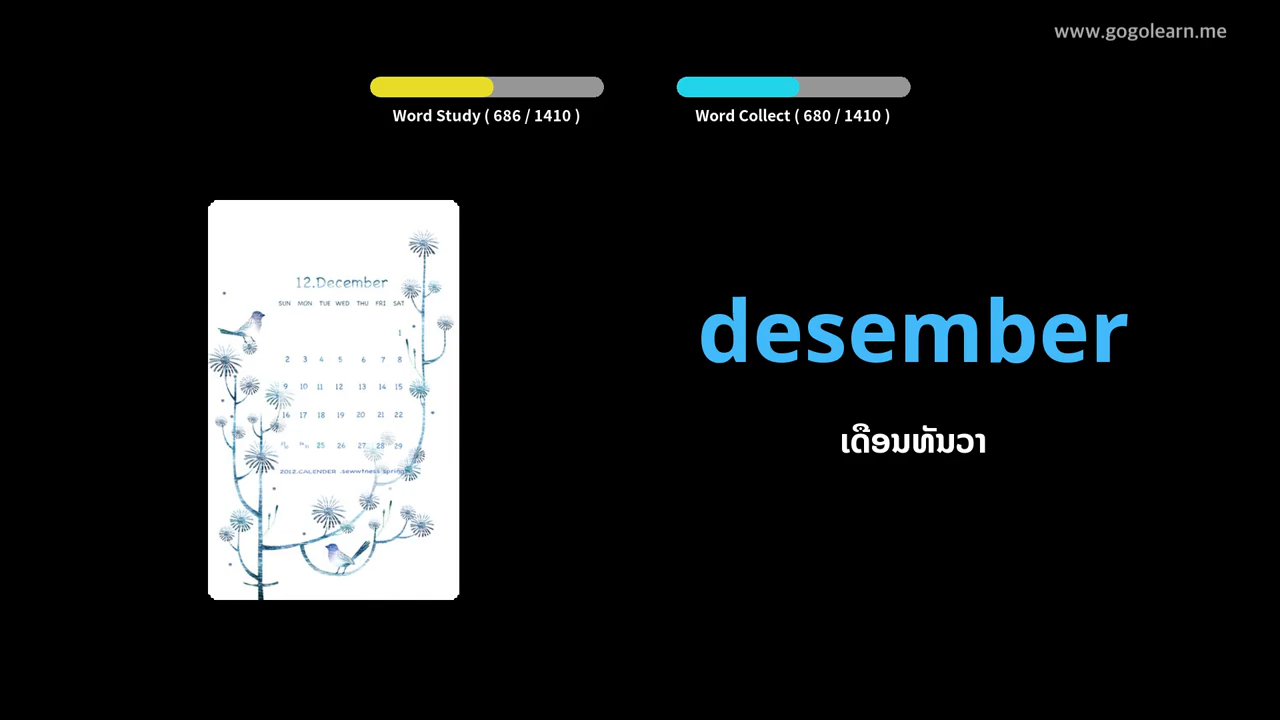 www.gogolearn.me
Word Study ( 686 / 1410 )
Word Collect ( 680 / 1410 )
12.December
SUN MON TUE WED THU FRI SAT
1
2 3 4 5 6 7 8
9 10 11 12 13 14 15
16 17 18 19 20 21 22
25 26 27 28 29
2012.CALENDER .sewwtness spring
desember
ເດືອນທັນວາ